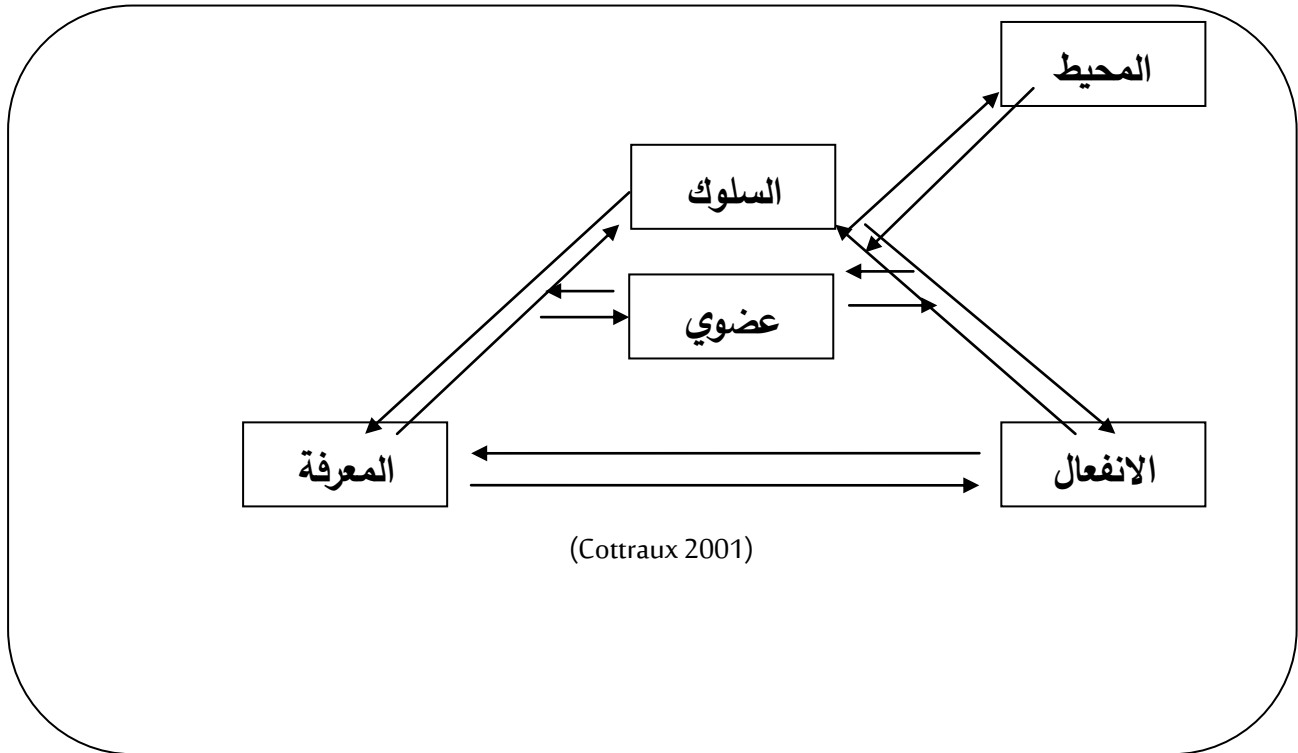 المحيط
السلوك
عضوي
الانفعال
المعرفة
(Cottraux 2001)